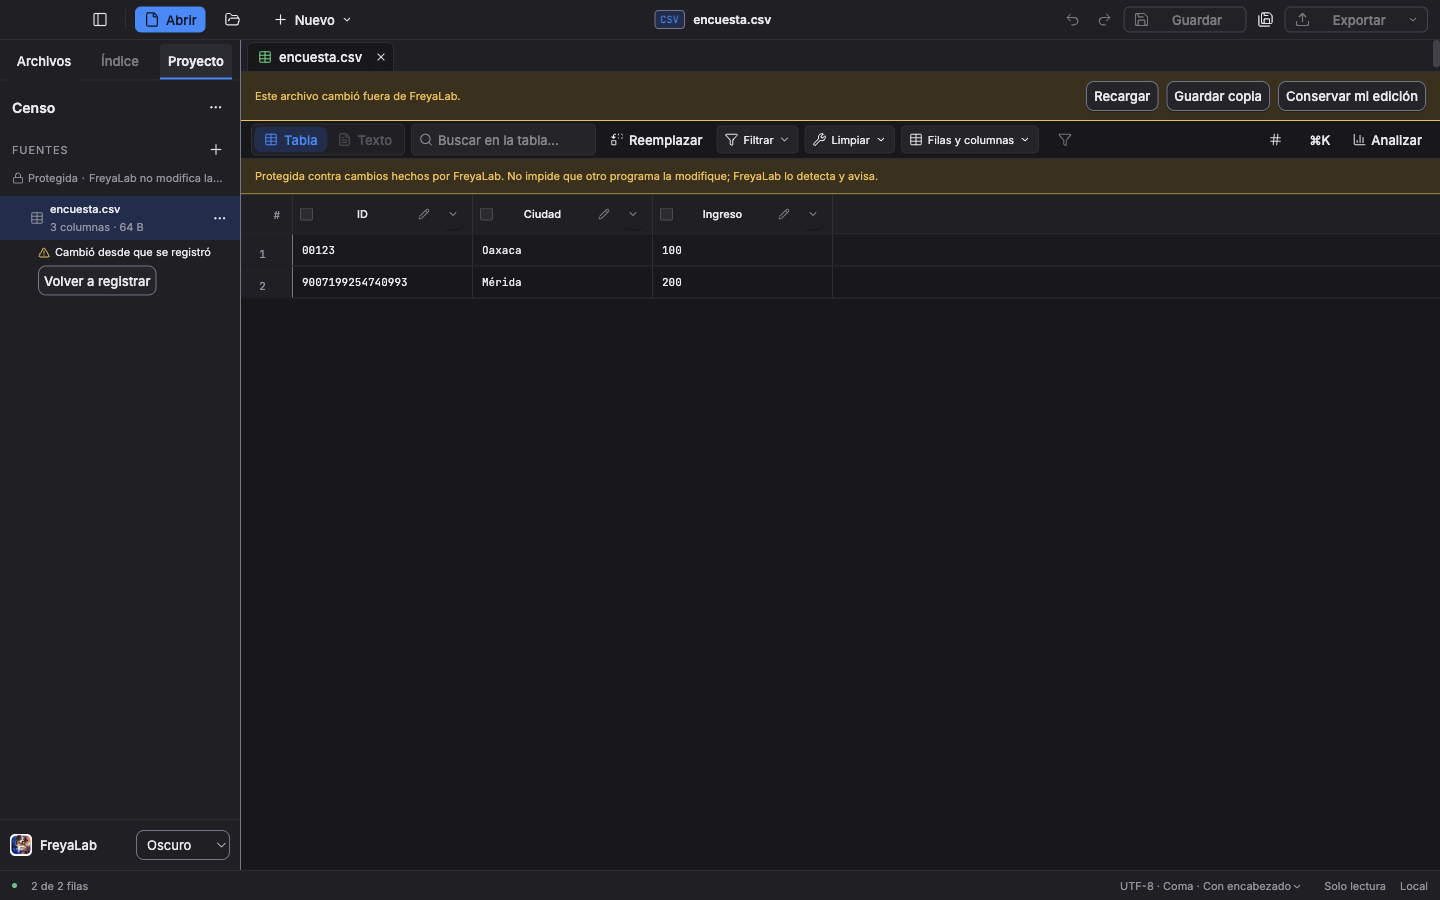 Abrir
Nuevo
CSV encuesta.csv
Guardar
Exportar
Archivos Índice Proyecto
encuesta.csv
Censo
Este archivo cambió fuera de FreyaLab.
Recargar Guardar copia Conservar mi edición
FUENTES
Tabla Texto Buscar en la tabla... Reemplazar Filtrar Limpiar Filas y columnas # ⌘K Analizar
Protegida · FreyaLab no modifica la...
Protegida contra cambios hechos por FreyaLab. No impide que otro programa la modifique; FreyaLab lo detecta y avisa.
encuesta.csv
3 columnas · 64 B
Cambió desde que se registró
Volver a registrar
# ID Ciudad Ingreso
1 00123 Oaxaca 100
2 9007199254740993 Mérida 200
FreyaLab Oscuro
2 de 2 filas
UTF-8 · Coma · Con encabezado Solo lectura Local